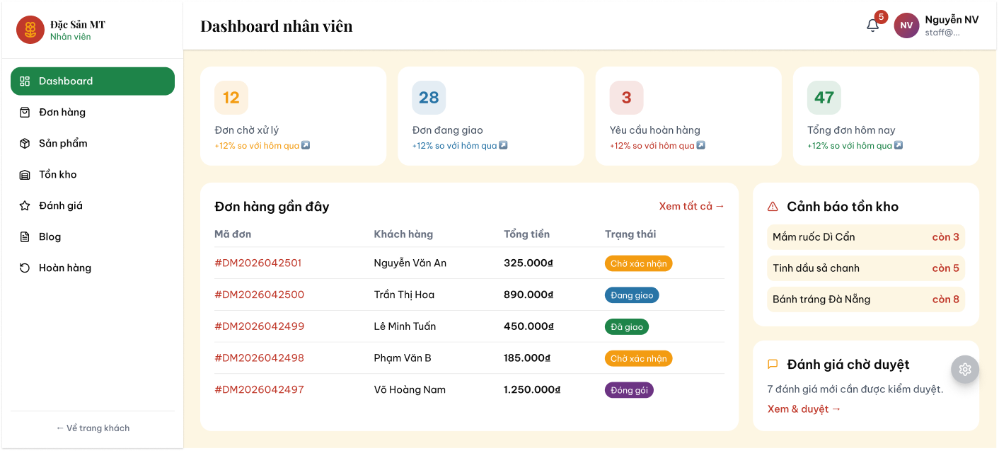 Đặc Sản MT
Nhân viên
Dashboard
Đơn hàng
Sản phẩm
Tồn kho
Đánh giá
Blog
Hoàn hàng
← Về trang khách
Dashboard nhân viên
5
NV
Nguyễn NV
staff@...
12
Đơn chờ xử lý
+12% so với hôm qua ↗
28
Đơn đang giao
+12% so với hôm qua ↗
3
Yêu cầu hoàn hàng
+12% so với hôm qua ↗
47
Tổng đơn hôm nay
+12% so với hôm qua ↗
Đơn hàng gần đây
Xem tất cả →
Mã đơn Khách hàng Tổng tiền Trạng thái
#DM2026042501 Nguyễn Văn An 325.000₫ Chờ xác nhận
#DM2026042500 Trần Thị Hoa 890.000₫ Đang giao
#DM2026042499 Lê Minh Tuấn 450.000₫ Đã giao
#DM2026042498 Phạm Văn B 185.000₫ Chờ xác nhận
#DM2026042497 Võ Hoàng Nam 1.250.000₫ Đóng gói
Cảnh báo tồn kho
Mắm ruốc Dì Cẩn còn 3
Tinh dầu sả chanh còn 5
Bánh tráng Đà Nẵng còn 8
Đánh giá chờ duyệt
7 đánh giá mới cần được kiểm duyệt.
Xem & duyệt →